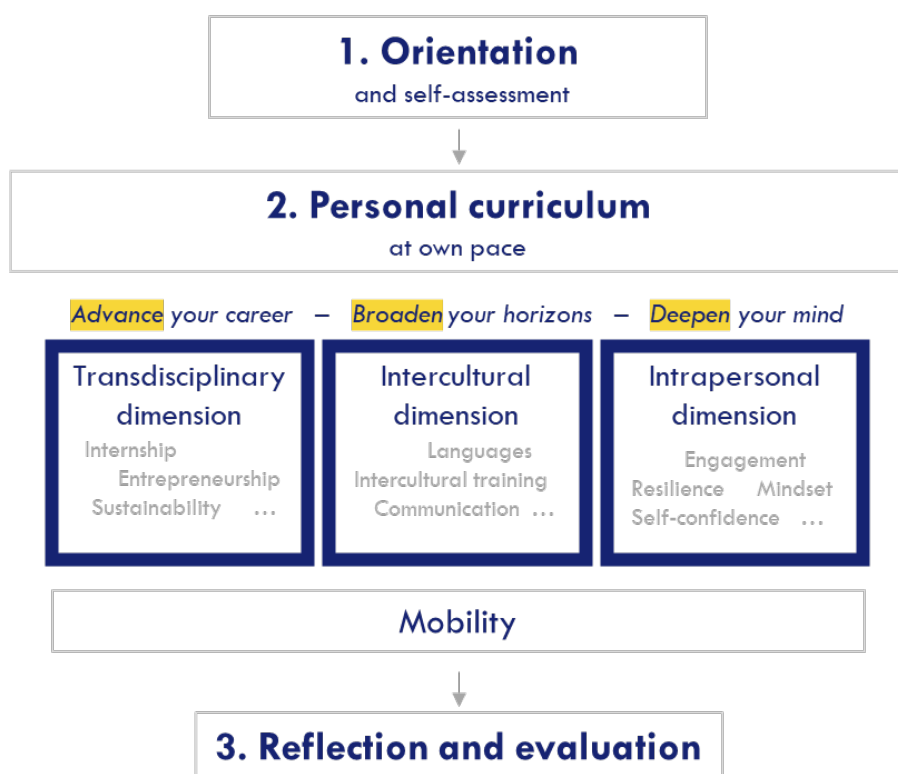 1. Orientation
and self-assessment
2. Personal curriculum
at own pace
Advance your career – Broaden your horizons – Deepen your mind
Transdisciplinary
dimension
Internship
Entrepreneurship
Sustainability ...
Intercultural
dimension
Languages
Intercultural training
Communication ...
Intrapersonal
dimension
Engagement
Resilience Mindset
Self-confidence ...
Mobility
3. Reflection and evaluation